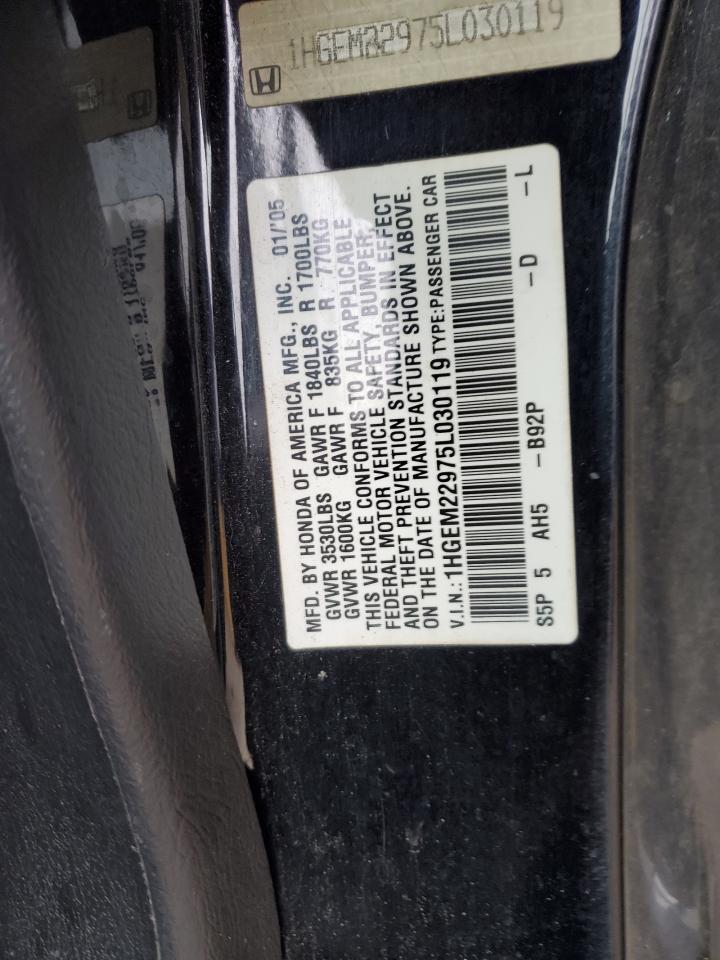 1HGEM22975L030119
MFD. BY HONDA OF AMERICA MFG., INC. 01/'05
GVWR 3530LBS GAWR F 1840LBS R 1700LBS
GVWR 1600KG GAWR F 835KG R 770KG
THIS VEHICLE CONFORMS TO ALL APPLICABLE
FEDERAL MOTOR VEHICLE SAFETY, BUMPER,
AND THEFT PREVENTION STANDARDS IN EFFECT
ON THE DATE OF MANUFACTURE SHOWN ABOVE.
V.I.N.: 1HGEM22975L030119 TYPE: PASSENGER CAR
S5P 5 AH5 -B92P -D -L